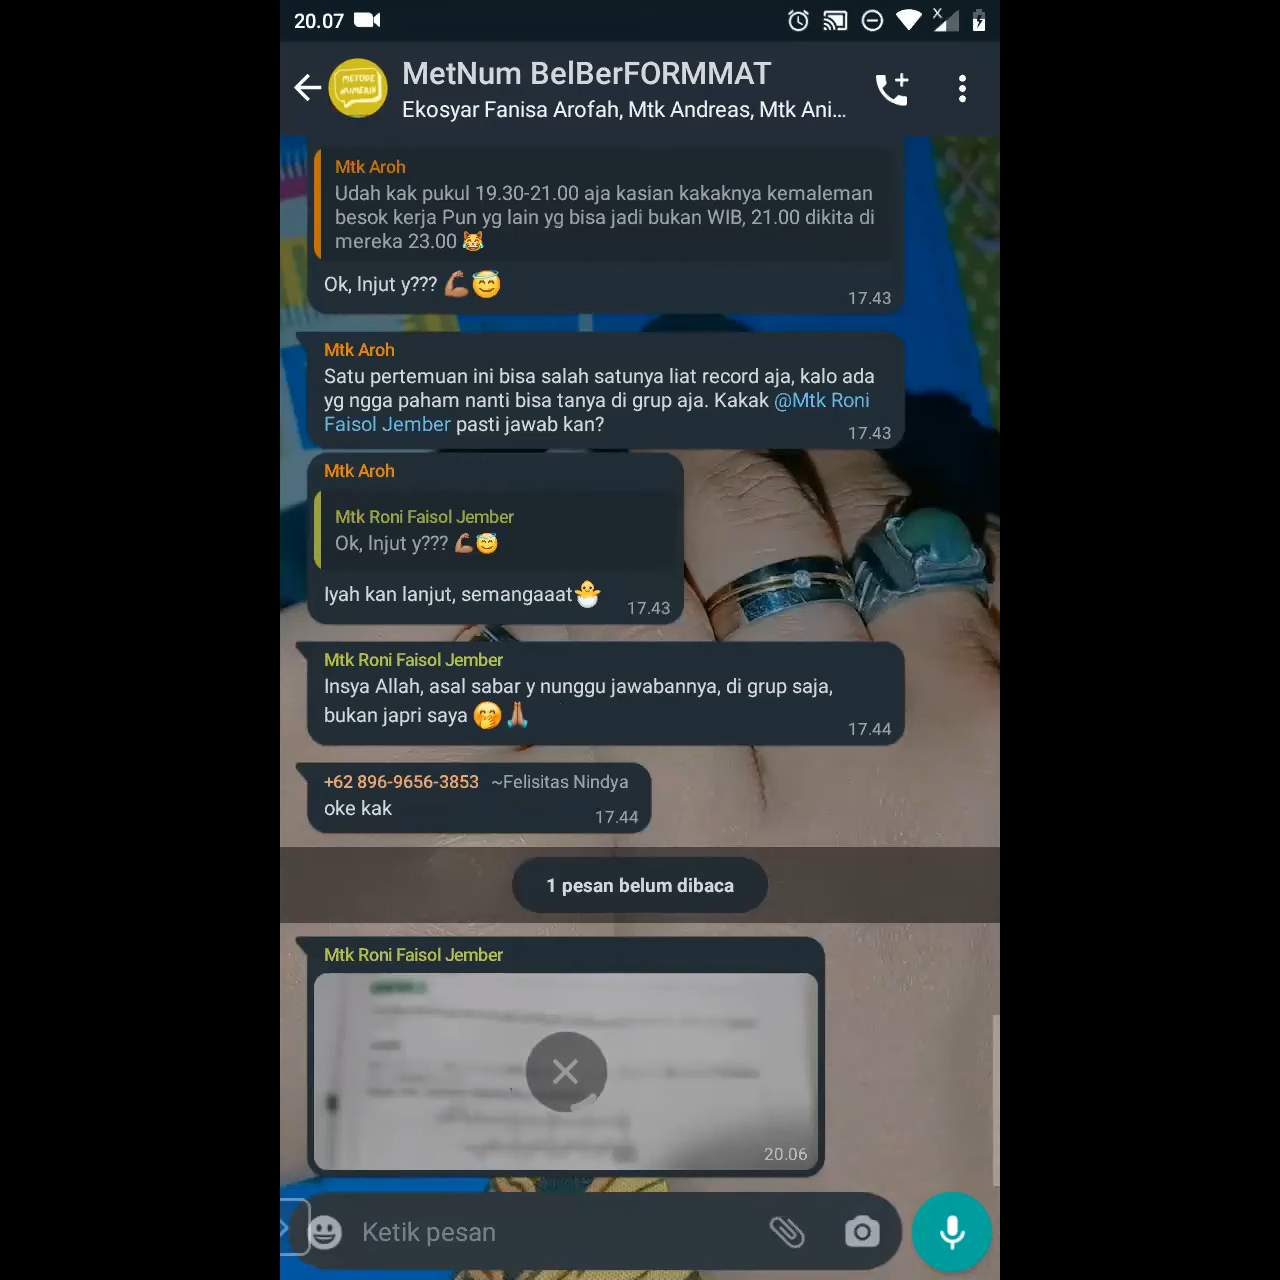 20.07
METODE
NUMERIK
MetNum BelBerFORMMAT
Ekosyar Fanisa Arofah, Mtk Andreas, Mtk Ani...
Mtk Aroh
Udah kak pukul 19.30-21.00 aja kasian kakaknya kemaleman
besok kerja Pun yg lain yg bisa jadi bukan WIB, 21.00 dikita di
mereka 23.00 😹
Ok, lnjut y??? 💪🏽😇
17.43
Mtk Aroh
Satu pertemuan ini bisa salah satunya liat record aja, kalo ada
yg ngga paham nanti bisa tanya di grup aja. Kakak @Mtk Roni
Faisol Jember pasti jawab kan?
17.43
Mtk Aroh
Mtk Roni Faisol Jember
Ok, lnjut y??? 💪🏽😇
Iyah kan lanjut, semangaaat🐣
17.43
Mtk Roni Faisol Jember
Insya Allah, asal sabar y nunggu jawabannya, di grup saja,
bukan japri saya 🤭🙏🏽
17.44
+62 896-9656-3853 ~Felisitas Nindya
oke kak
17.44
1 pesan belum dibaca
Mtk Roni Faisol Jember
20.06
Ketik pesan